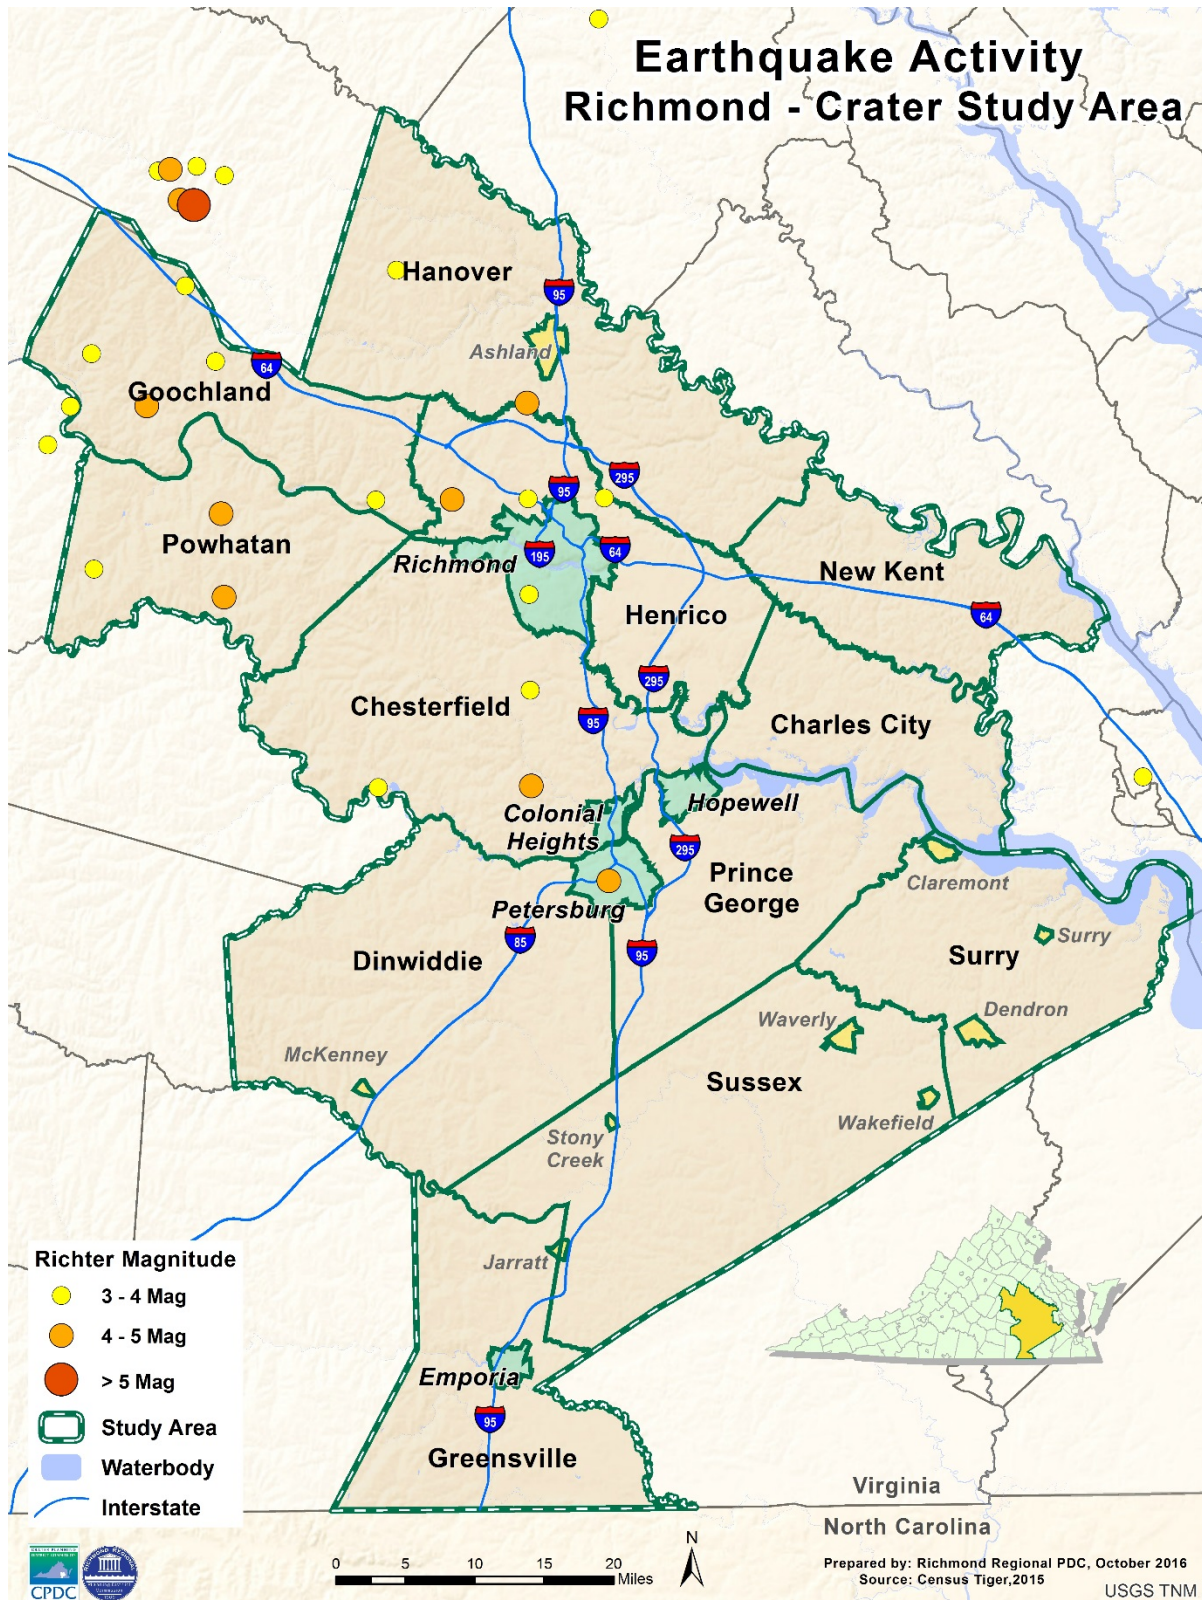 Earthquake Activity
Richmond - Crater Study Area
Hanover
95
Ashland
64
Goochland
295
95
Powhatan
Richmond
195
64
New Kent
Henrico
64
295
Chesterfield
95
Charles City
Hopewell
Colonial
Heights
295
Prince
George
Claremont
Petersburg
85
95
Surry
Dinwiddie
Surry
Dendron
Waverly
McKenney
Sussex
Wakefield
Stony
Creek
Jarratt
Emporia
95
Greensville
Richter Magnitude
3 - 4 Mag
4 - 5 Mag
> 5 Mag
Study Area
Waterbody
Interstate
Virginia
North Carolina
CPDC
0 5 10 15 20
Miles
N
Prepared by: Richmond Regional PDC, October 2016
Source: Census Tiger,2015
USGS TNM